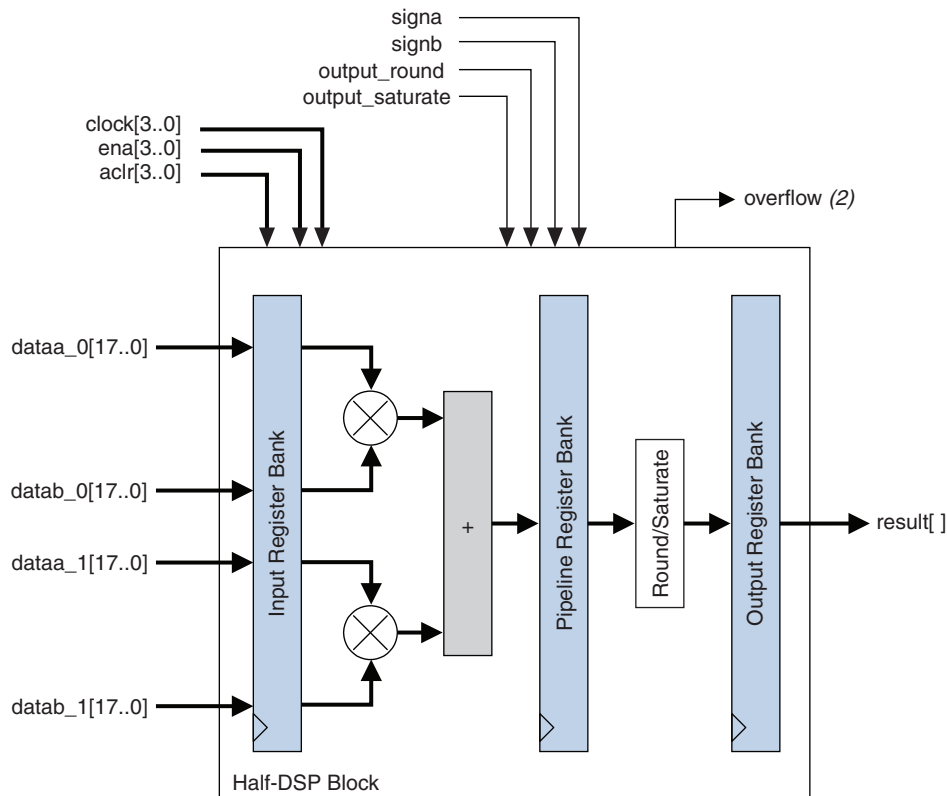 signa
signb
output_round
output_saturate
clock[3..0]
ena[3..0]
aclr[3..0]
overflow (2)
dataa_0[17..0]
datab_0[17..0]
dataa_1[17..0]
datab_1[17..0]
Input Register Bank
+
Pipeline Register Bank
Round/Saturate
Output Register Bank
result[ ]
Half-DSP Block